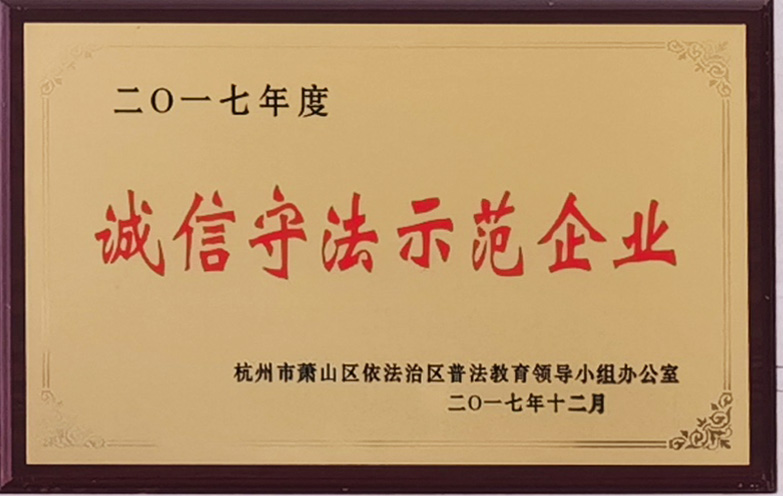 二〇一七年度
诚信守法示范企业
杭州市萧山区依法治区普法教育领导小组办公室
二〇一七年十二月